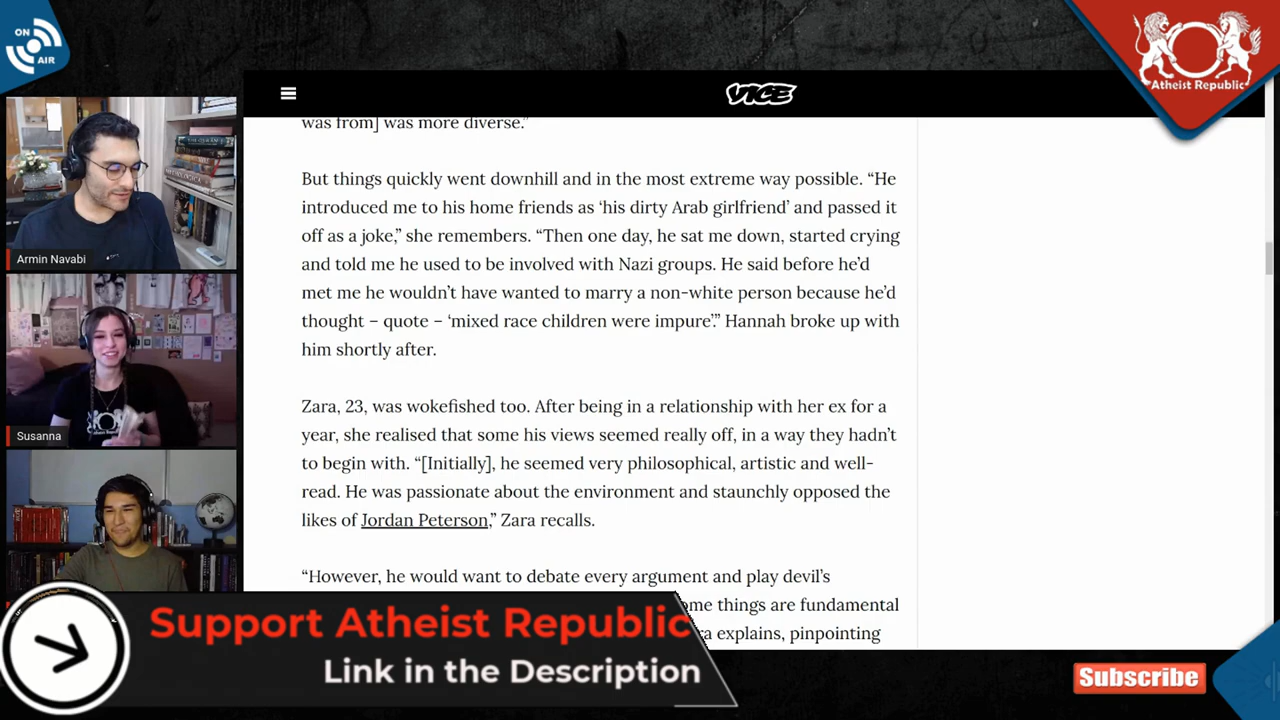 ON
AIR
VICE
Atheist Republic
was from] was more diverse.”
But things quickly went downhill and in the most extreme way possible. “He
introduced me to his home friends as ‘his dirty Arab girlfriend’ and passed it
off as a joke,” she remembers. “Then one day, he sat me down, started crying
and told me he used to be involved with Nazi groups. He said before he’d
met me he wouldn’t have wanted to marry a non-white person because he’d
thought – quote – ‘mixed race children were impure’.” Hannah broke up with
him shortly after.
Zara, 23, was wokefished too. After being in a relationship with her ex for a
year, she realised that some his views seemed really off, in a way they hadn’t
to begin with. “[Initially], he seemed very philosophical, artistic and well-
read. He was passionate about the environment and staunchly opposed the
likes of Jordan Peterson,” Zara recalls.
“However, he would want to debate every argument and play devil’s
some things are fundamental
explains, pinpointing
Armin Navabi
Susanna
Support Atheist Republic
Link in the Description
Subscribe